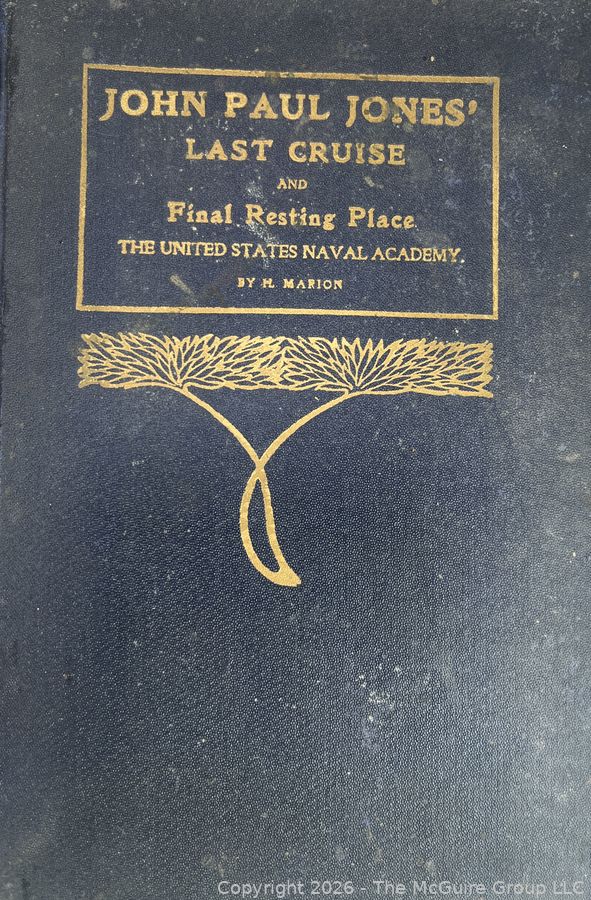 JOHN PAUL JONES'
LAST CRUISE
AND
Final Resting Place
THE UNITED STATES NAVAL ACADEMY.
BY H. MARION
Copyright 2026 - The McGuire Group LLC